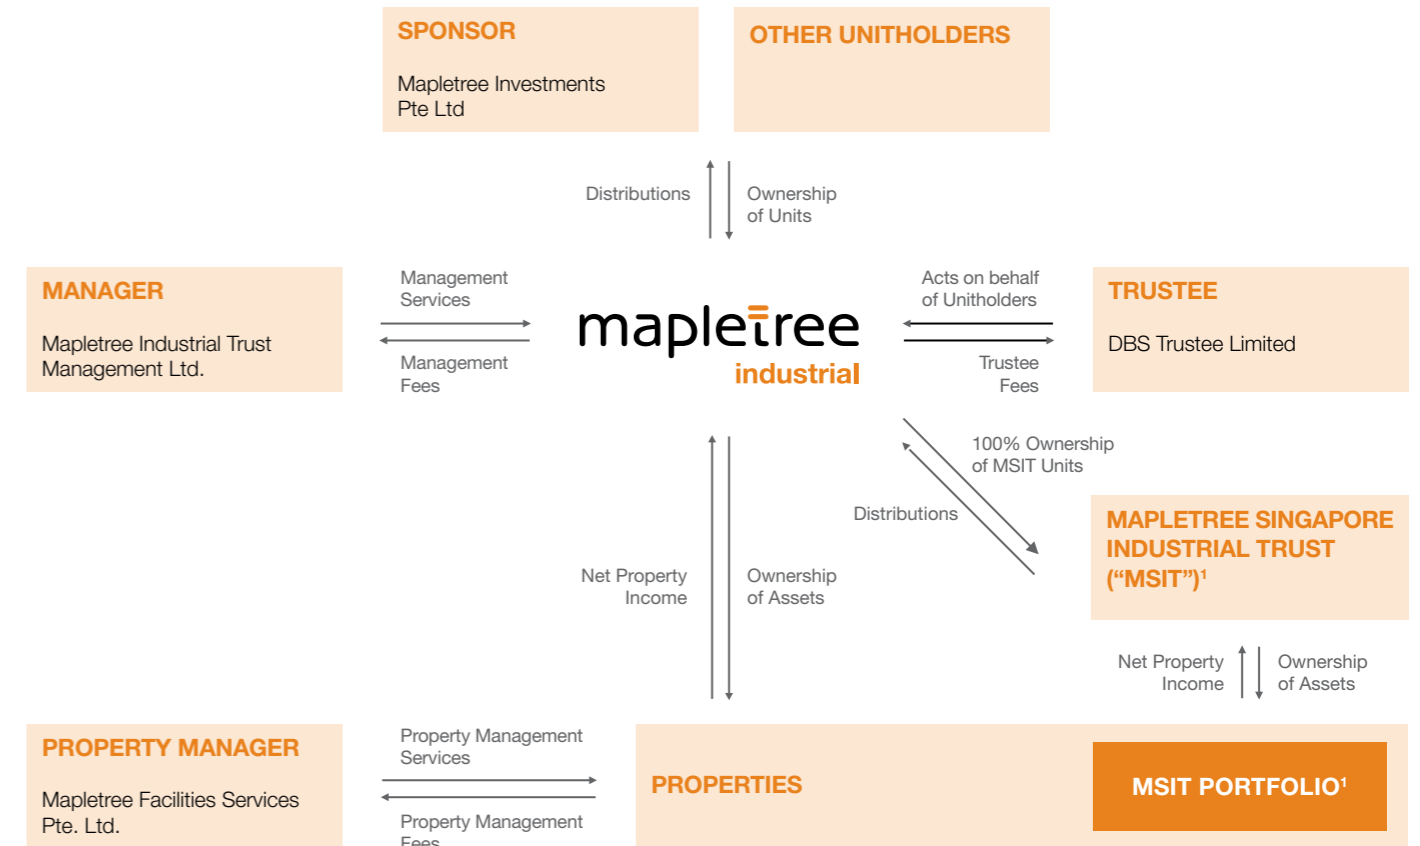 SPONSOR
Mapletree Investments
Pte Ltd
OTHER UNITHOLDERS
Distributions
Ownership
of Units
MANAGER
Mapletree Industrial Trust
Management Ltd.
Management
Services
Management
Fees
mapletree
industrial
Acts on behalf
of Unitholders
Trustee
Fees
TRUSTEE
DBS Trustee Limited
100% Ownership
of MSIT Units
Distributions
MAPLETREE SINGAPORE
INDUSTRIAL TRUST
(“MSIT”)¹
Net Property
Income
Ownership
of Assets
Net Property
Income
Ownership
of Assets
PROPERTY MANAGER
Mapletree Facilities Services
Pte. Ltd.
Property Management
Services
Property Management
Fees
PROPERTIES
MSIT PORTFOLIO¹